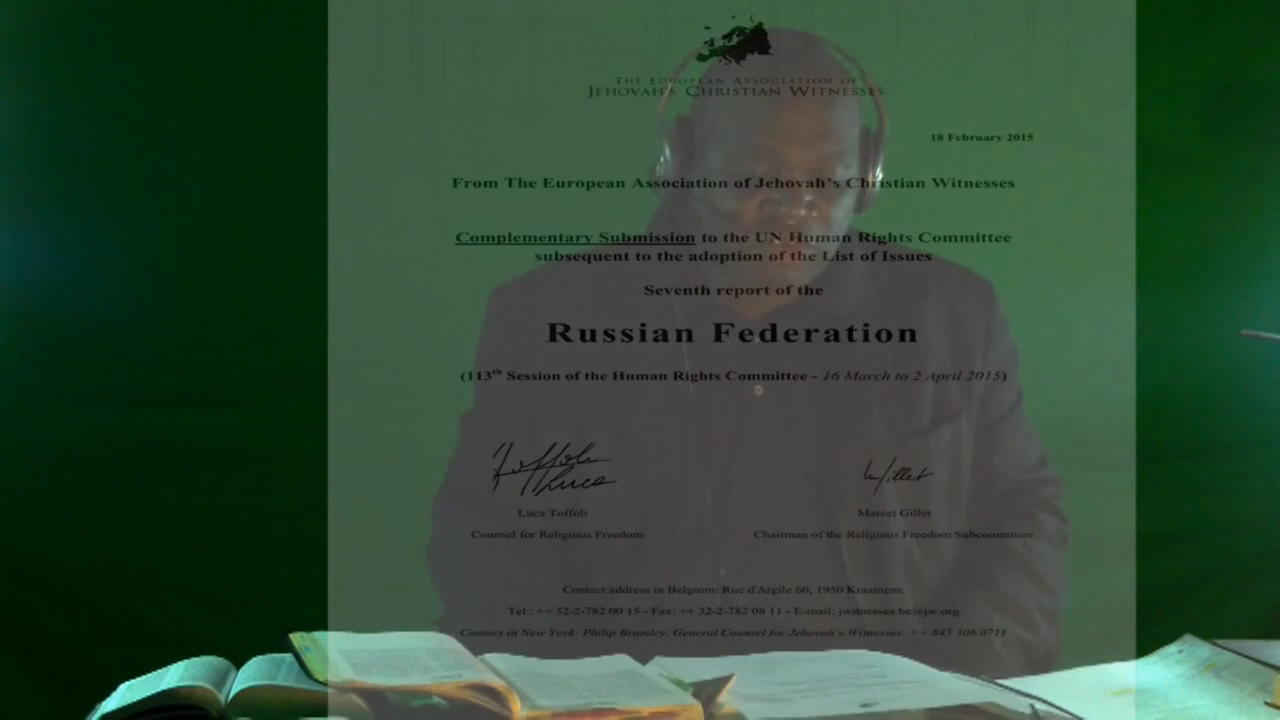 THE EUROPEAN ASSOCIATION OF
JEHOVAH'S CHRISTIAN WITNESSES
18 February 2015
From The European Association of Jehovah's Christian Witnesses
Complementary Submission to the UN Human Rights Committee
subsequent to the adoption of the List of Issues
Seventh report of the
Russian Federation
(113th Session of the Human Rights Committee - 16 March to 2 April 2015)
Toffoli Luca
Gillet
Luca Toffoli
Marcel Gillet
Counsel for Religious Freedom
Chairman of the Religious Freedom Subcommittee
Contact address in Belgium: Rue d'Argile 60, 1950 Kraainem,
Tel.: ++ 32-2-782 00 15 - Fax: ++ 32-2-782 08 11 - E-mail: jwitnesses.be@jw.org
Contact in New York: Philip Brumley, General Counsel for Jehovah's Witnesses: + + 845 306 0711